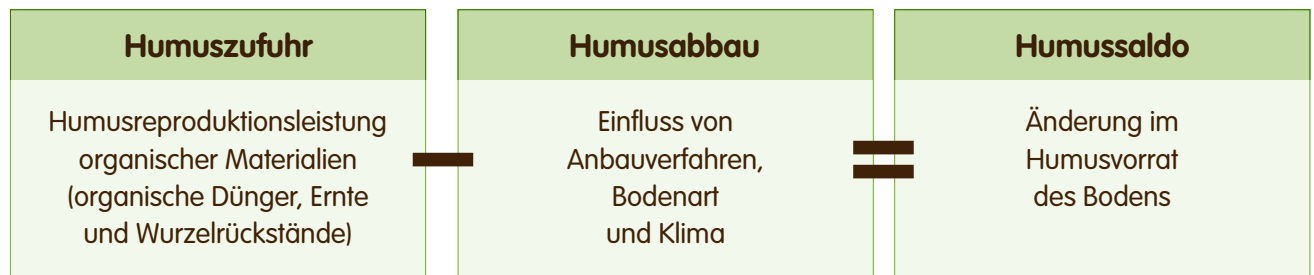 Humuszufuhr
Humusreproduktionsleistung
organischer Materialien
(organische Dünger, Ernte
und Wurzelrückstände)
−
Humusabbau
Einfluss von
Anbauverfahren,
Bodenart
und Klima
=
Humussaldo
Änderung im
Humusvorrat
des Bodens